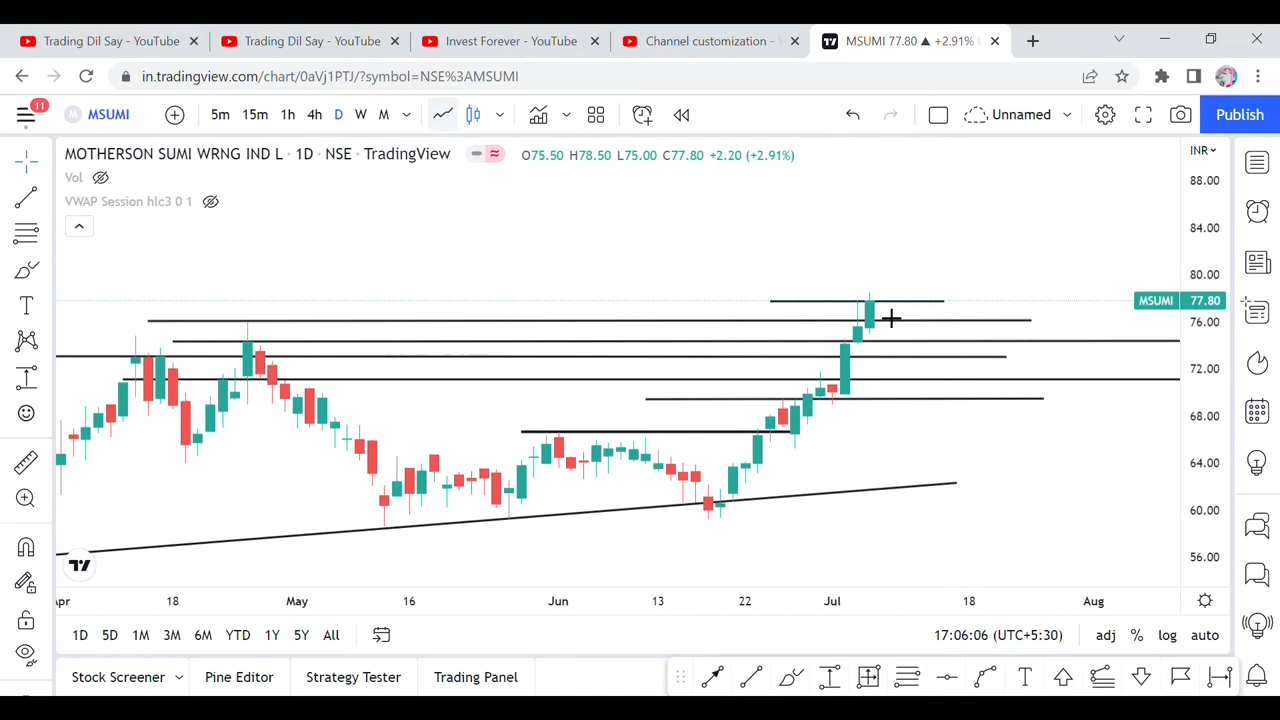 Trading Dil Say - YouTube
Trading Dil Say - YouTube
Invest Forever - YouTube
Channel customization -
MSUMI 77.80 ▲ +2.91%
in.tradingview.com/chart/0aVj1PTJ/?symbol=NSE%3AMSUMI
11
M
MSUMI
5m 15m 1h 4h D W M
Unnamed
Publish
MOTHERSON SUMI WRNG IND L · 1D · NSE · TradingView
O75.50 H78.50 L75.00 C77.80 +2.20 (+2.91%)
INR
Vol
VWAP Session hlc3 0 1
88.00
84.00
80.00
MSUMI 77.80
76.00
72.00
68.00
64.00
60.00
56.00
18 May 16 Jun 13 22 Jul 18 Aug
1D 5D 1M 3M 6M YTD 1Y 5Y All
17:06:06 (UTC+5:30) adj % log auto
Stock Screener Pine Editor Strategy Tester Trading Panel